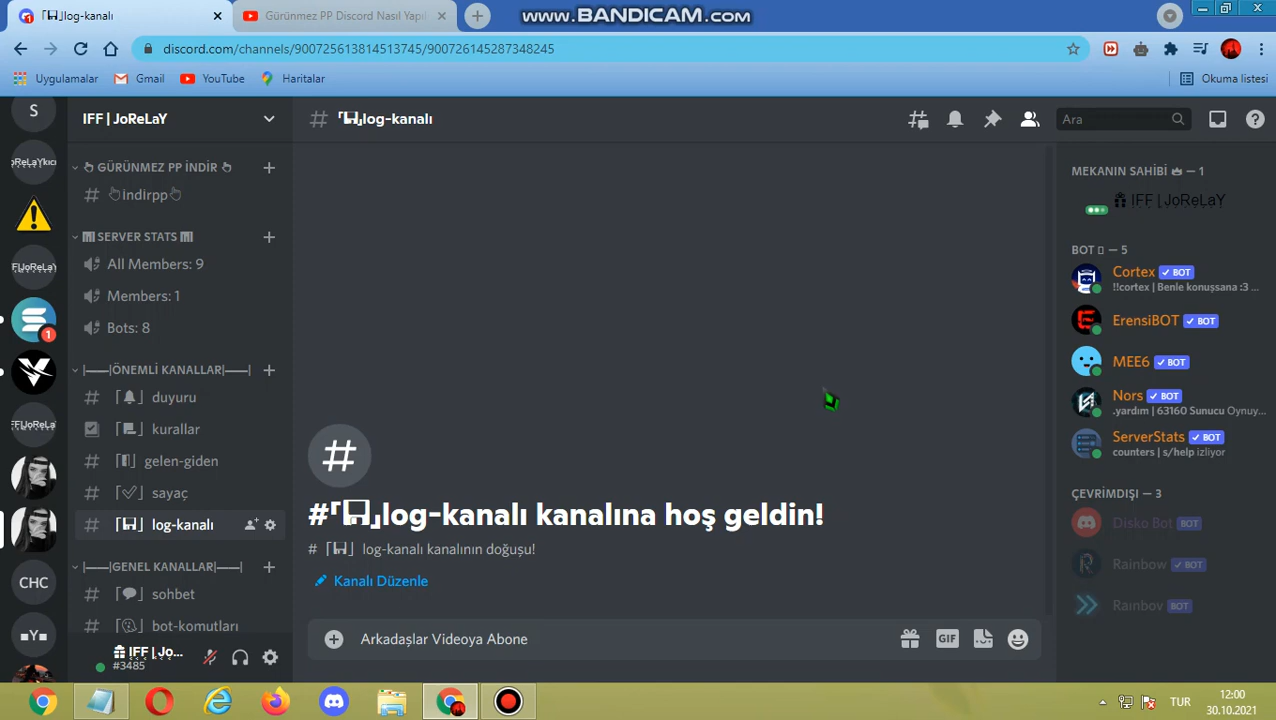 「」log-kanalı
Gürünmez PP Discord Nasıl Yapıl
www.BANDICAM.com
discord.com/channels/900725613814513745/900726145287348245
Uygulamalar
Gmail
YouTube
Haritalar
Okuma listesi
S
IFF | JoReLaY
# 「」log-kanalı
Ara
GÜRÜNMEZ PP İNDİR
# indirpp
SERVER STATS
All Members: 9
Members: 1
Bots: 8
|——|ÖNEMLİ KANALLAR|——|
# 「」 duyuru
「」 kurallar
# 「」 gelen-giden
# 「✓」 sayaç
# 「」 log-kanalı
|——|GENEL KANALLAR|——|
# 「」 sohbet
# 「」 bot-komutları
1
CHC
■Y■
IFF | Jo...
#3485
#
#「」log-kanalı kanalına hoş geldin!
# 「」 log-kanalı kanalının doğuşu!
Kanalı Düzenle
Arkadaşlar Videoya Abone
GIF
MEKANIN SAHİBİ — 1
IFF | JoReLaY
BOT — 5
Cortex ✓ BOT
!!cortex | Benle konuşsana :3 ...
ErensiBOT ✓ BOT
MEE6 ✓ BOT
Nors ✓ BOT
.yardım | 63160 Sunucu Oynuy...
ServerStats ✓ BOT
counters | s/help izliyor
ÇEVRİMDIŞI — 3
Disko Bot BOT
Rainbow ✓ BOT
Raınbov BOT
TUR
12:00
30.10.2021